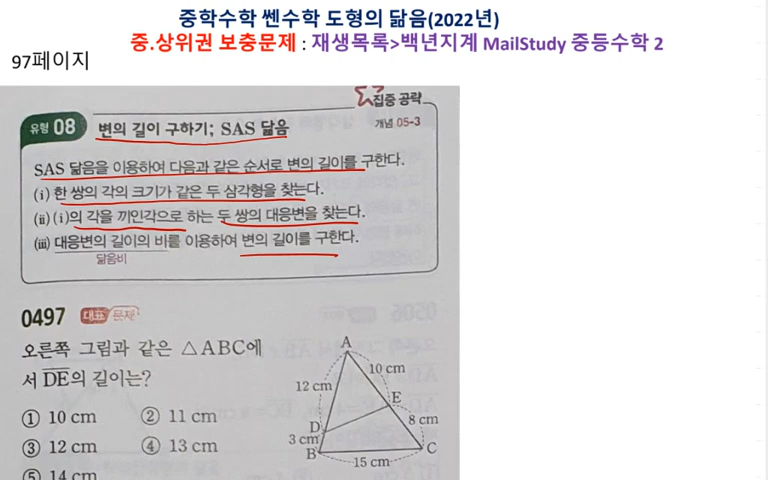 중학수학 쎈수학 도형의 닮음(2022년)
중.상위권 보충문제 : 재생목록>백년지계 MailStudy 중등수학 2
97페이지
집중 공략
유형 08 변의 길이 구하기; SAS 닮음
개념 05-3
SAS 닮음을 이용하여 다음과 같은 순서로 변의 길이를 구한다.
(i) 한 쌍의 각의 크기가 같은 두 삼각형을 찾는다.
(ii) (i)의 각을 끼인각으로 하는 두 쌍의 대응변을 찾는다.
(iii) 대응변의 길이의 비를 이용하여 변의 길이를 구한다.
닮음비
0497 대표 문제
오른쪽 그림과 같은 △ABC에
서 DE의 길이는?
① 10 cm ② 11 cm
③ 12 cm ④ 13 cm
⑤ 14 cm
A
10 cm
12 cm
E
8 cm
D
3 cm
B
C
15 cm